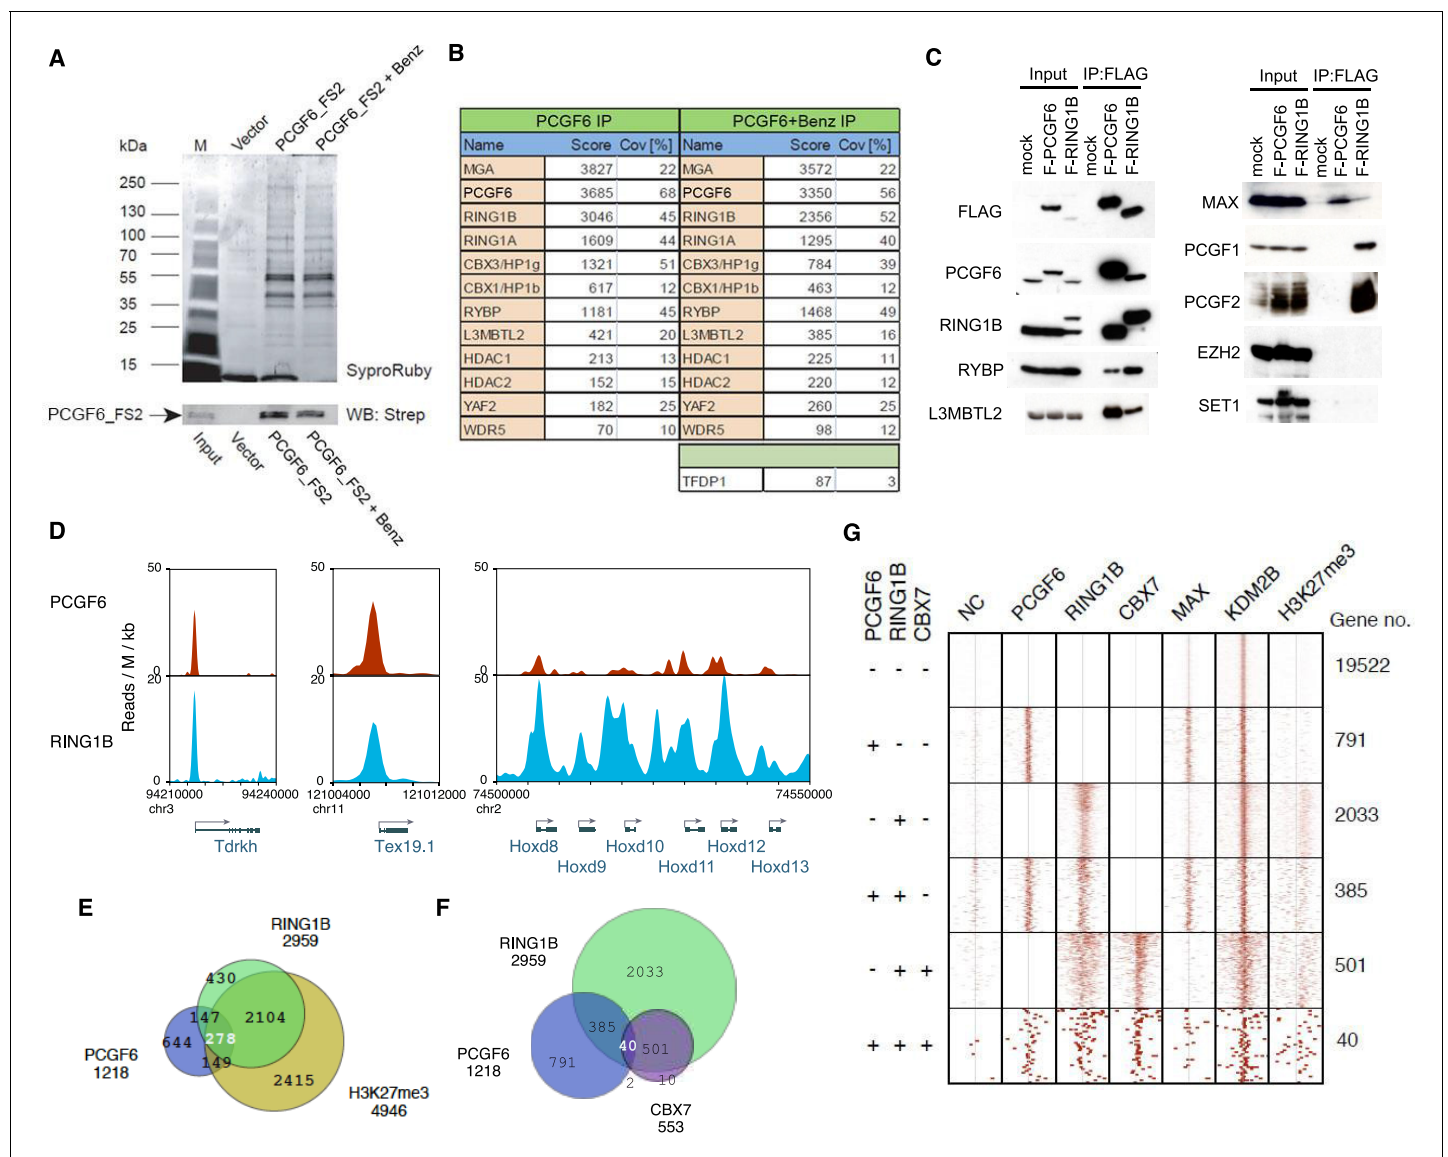 A
kDa
M
Vector
PCGF6_FS2
PCGF6_FS2 + Benz
250
130
100
70
55
35
25
15
SyproRuby
PCGF6_FS2
WB: Strep
Input
Vector
PCGF6_FS2
PCGF6_FS2 + Benz
B
PCGF6 IP PCGF6+Benz IP
Name Score Cov [%] Name Score Cov [%]
MGA 3827 22 MGA 3572 22
PCGF6 3685 68 PCGF6 3350 56
RING1B 3046 45 RING1B 2356 52
RING1A 1609 44 RING1A 1295 40
CBX3/HP1g 1321 51 CBX3/HP1g 784 39
CBX1/HP1b 617 12 CBX1/HP1b 463 12
RYBP 1181 45 RYBP 1468 49
L3MBTL2 421 20 L3MBTL2 385 16
HDAC1 213 13 HDAC1 225 11
HDAC2 152 15 HDAC2 220 12
YAF2 182 25 YAF2 260 25
WDR5 70 10 WDR5 98 12
TFDP1 87 3
C
Input IP:FLAG
mock
F-PCGF6
F-RING1B
mock
F-PCGF6
F-RING1B
FLAG
PCGF6
RING1B
RYBP
L3MBTL2
Input IP:FLAG
mock
F-PCGF6
F-RING1B
mock
F-PCGF6
F-RING1B
MAX
PCGF1
PCGF2
EZH2
SET1
D
PCGF6
RING1B
Reads / M / kb
50
0
20
0
94210000 94240000
chr3
Tdrkh
50
0
20
0
121004000 121012000
chr11
Tex19.1
50
0
50
0
74500000 74550000
chr2
Hoxd8
Hoxd9
Hoxd10
Hoxd11
Hoxd12
Hoxd13
E
RING1B
2959
430
147
2104
644
278
149
2415
PCGF6
1218
H3K27me3
4946
F
RING1B
2959
2033
385
40
501
791
2
10
PCGF6
1218
CBX7
553
G
PCGF6
RING1B
CBX7
NC
PCGF6
RING1B
CBX7
MAX
KDM2B
H3K27me3
Gene no.
- - - 19522
+ - - 791
- + - 2033
+ + - 385
- + + 501
+ + + 40